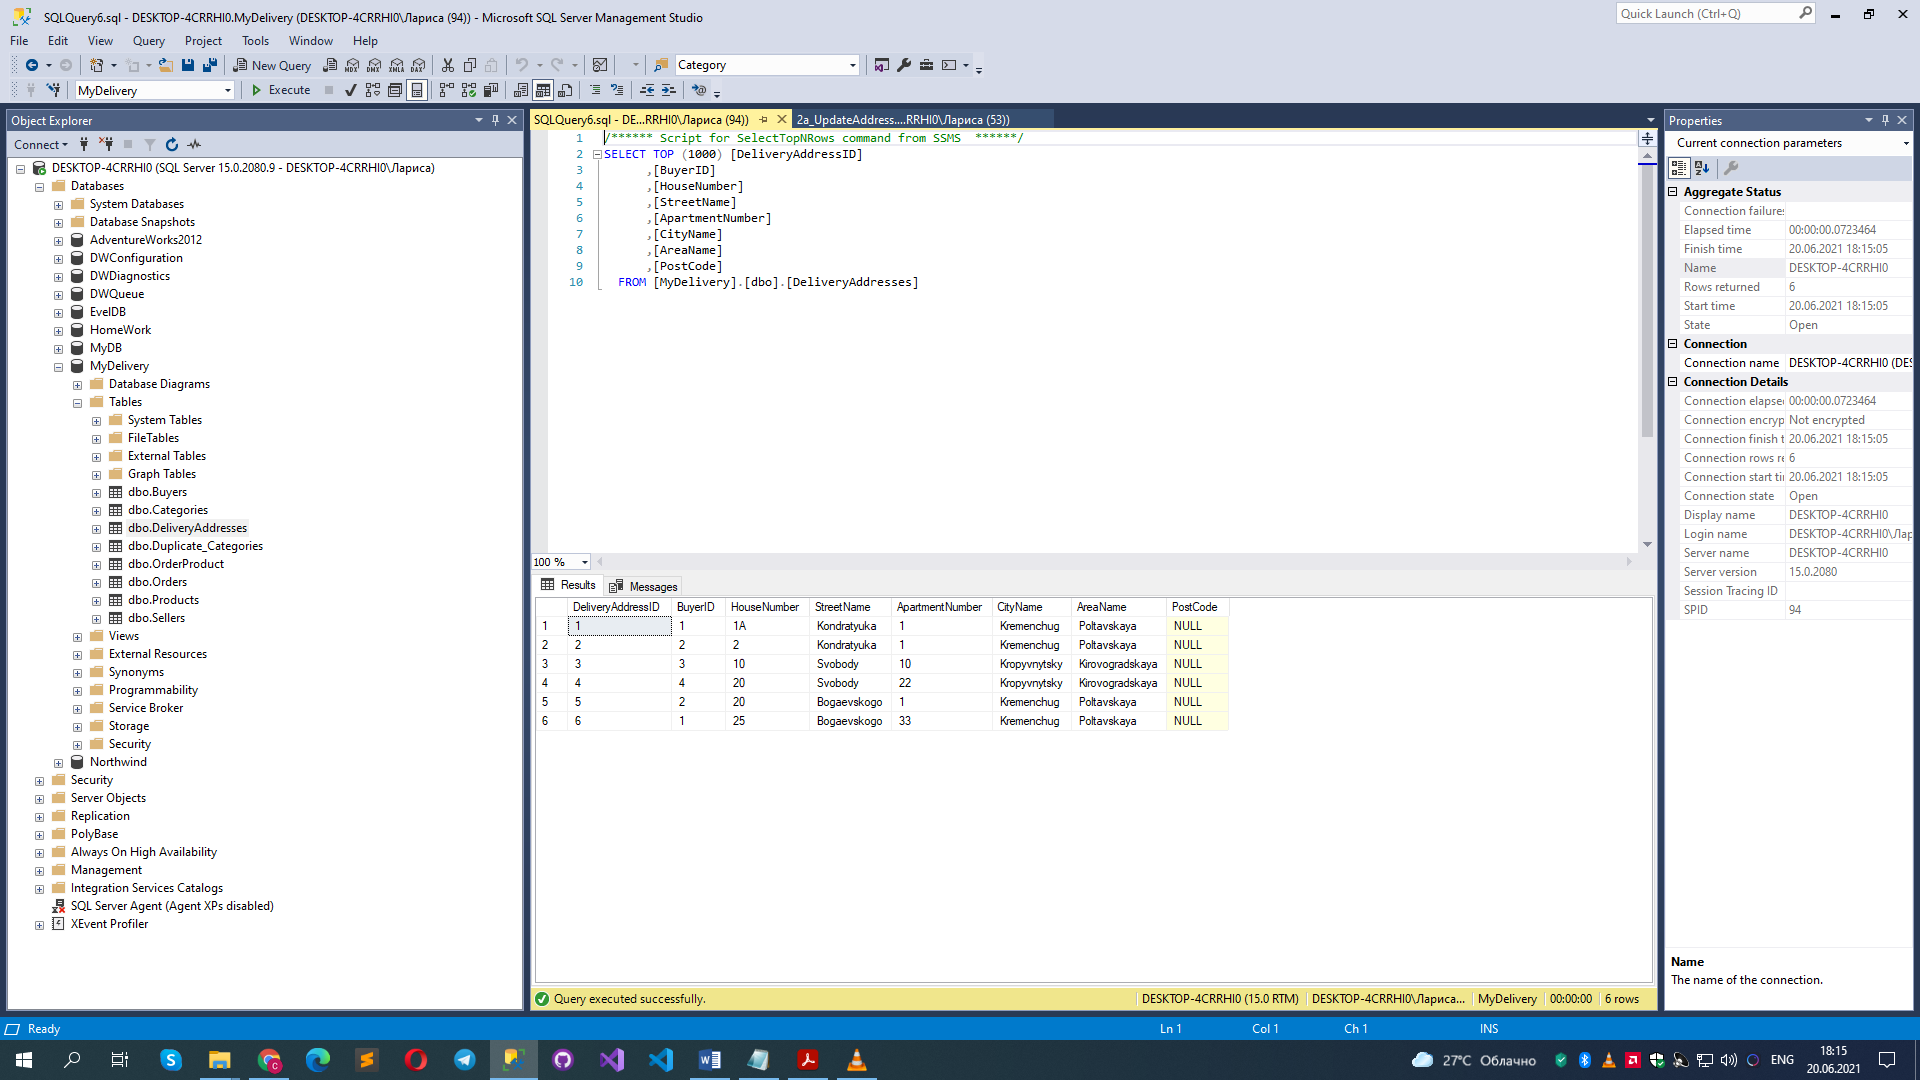 SQLQuery6.sql - DESKTOP-4CRRHI0.MyDelivery (DESKTOP-4CRRHI0\Лариса (94)) - Microsoft SQL Server Management Studio
Quick Launch (Ctrl+Q)
File Edit View Query Project Tools Window Help
New Query MDX DMX XMLA DAX Category
MyDelivery Execute
Object Explorer
Connect
DESKTOP-4CRRHI0 (SQL Server 15.0.2080.9 - DESKTOP-4CRRHI0\Лариса)
Databases
System Databases
Database Snapshots
AdventureWorks2012
DWConfiguration
DWDiagnostics
DWQueue
EvelDB
HomeWork
MyDB
MyDelivery
Database Diagrams
Tables
System Tables
FileTables
External Tables
Graph Tables
dbo.Buyers
dbo.Categories
dbo.DeliveryAddresses
dbo.Duplicate_Categories
dbo.OrderProduct
dbo.Orders
dbo.Products
dbo.Sellers
Views
External Resources
Synonyms
Programmability
Service Broker
Storage
Security
Northwind
Security
Server Objects
Replication
PolyBase
Always On High Availability
Management
Integration Services Catalogs
SQL Server Agent (Agent XPs disabled)
XEvent Profiler
SQLQuery6.sql - DE...RRHI0\Лариса (94)) 2a_UpdateAddress....RRHI0\Лариса (53))
1 /****** Script for SelectTopNRows command from SSMS ******/
2 SELECT TOP (1000) [DeliveryAddressID]
3 ,[BuyerID]
4 ,[HouseNumber]
5 ,[StreetName]
6 ,[ApartmentNumber]
7 ,[CityName]
8 ,[AreaName]
9 ,[PostCode]
10 FROM [MyDelivery].[dbo].[DeliveryAddresses]
100 %
Results Messages
DeliveryAddressID BuyerID HouseNumber StreetName ApartmentNumber CityName AreaName PostCode
1 1 1 1A Kondratyuka 1 Kremenchug Poltavskaya NULL
2 2 2 2 Kondratyuka 1 Kremenchug Poltavskaya NULL
3 3 3 10 Svobody 10 Kropyvnytsky Kirovogradskaya NULL
4 4 4 20 Svobody 22 Kropyvnytsky Kirovogradskaya NULL
5 5 2 20 Bogaevskogo 1 Kremenchug Poltavskaya NULL
6 6 1 25 Bogaevskogo 33 Kremenchug Poltavskaya NULL
Query executed successfully. DESKTOP-4CRRHI0 (15.0 RTM) DESKTOP-4CRRHI0\Лариса... MyDelivery 00:00:00 6 rows
Properties
Current connection parameters
Aggregate Status
Connection failures
Elapsed time 00:00:00.0723464
Finish time 20.06.2021 18:15:05
Name DESKTOP-4CRRHI0
Rows returned 6
Start time 20.06.2021 18:15:05
State Open
Connection
Connection name DESKTOP-4CRRHI0 (DES
Connection Details
Connection elapse 00:00:00.0723464
Connection encryp Not encrypted
Connection finish t 20.06.2021 18:15:05
Connection rows re 6
Connection start ti 20.06.2021 18:15:05
Connection state Open
Display name DESKTOP-4CRRHI0
Login name DESKTOP-4CRRHI0\Лар
Server name DESKTOP-4CRRHI0
Server version 15.0.2080
Session Tracing ID
SPID 94
Name
The name of the connection.
Ready Ln 1 Col 1 Ch 1 INS
27°C Облачно ENG 18:15
20.06.2021